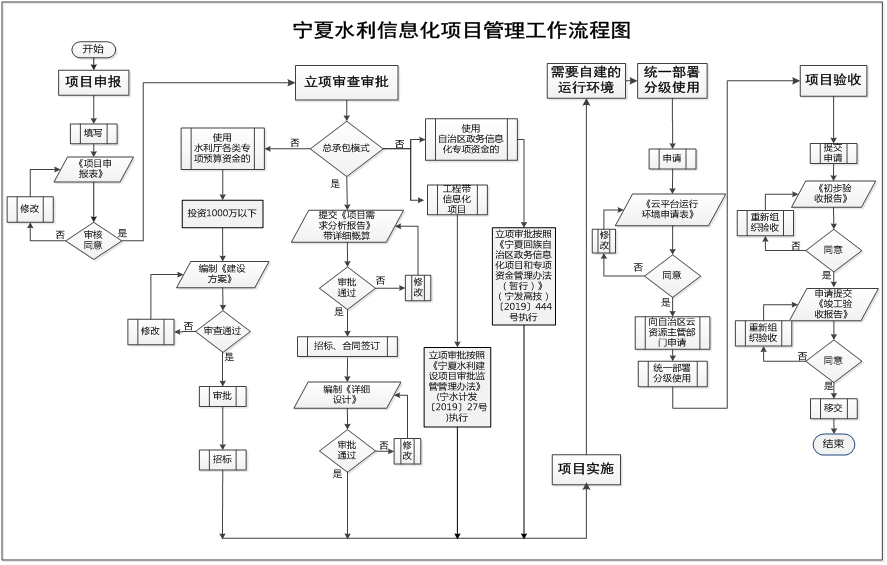 宁夏水利信息化项目管理工作流程图
开始
项目申报
填写
《项目申
报表》
修改
审核
同意
否
是
立项审查审批
总承包模式
否
否
是
使用
水利厅各类专
项预算资金的
投资1000万以下
编制《建设
方案》
修改
否
审查通过
是
审批
招标
提交《项目需
求分析报告》
带详细概算
审批
通过
否
修
改
是
招标、合同签订
编制《详细
设计》
审批
通过
否
修
改
是
使用
自治区政务信息
化专项资金的
工程带
信息化
项目
立项审批按照
《宁夏水利建
设项目审批监
管管理办法》
(宁水计发
〔2019〕27号
)执行
立项审批按照
《宁夏回族自
治区政务信息
化项目和专项
资金管理办法
（暂行）》
（宁发高技）
〔2019〕444
号执行
项目实施
需要自建的
运行环境
统一部署
分级使用
申请
《云平台运行
环境申请表》
修
改
否
同意
是
向自治区云
资源主管部
门申请
统一部署
分级使用
项目验收
提交
申请
《初步验
收报告》
重新组
织验收
否
同意
是
申请提交
《竣工验
收报告》
重新组
织验收
否
同意
是
移交
结束